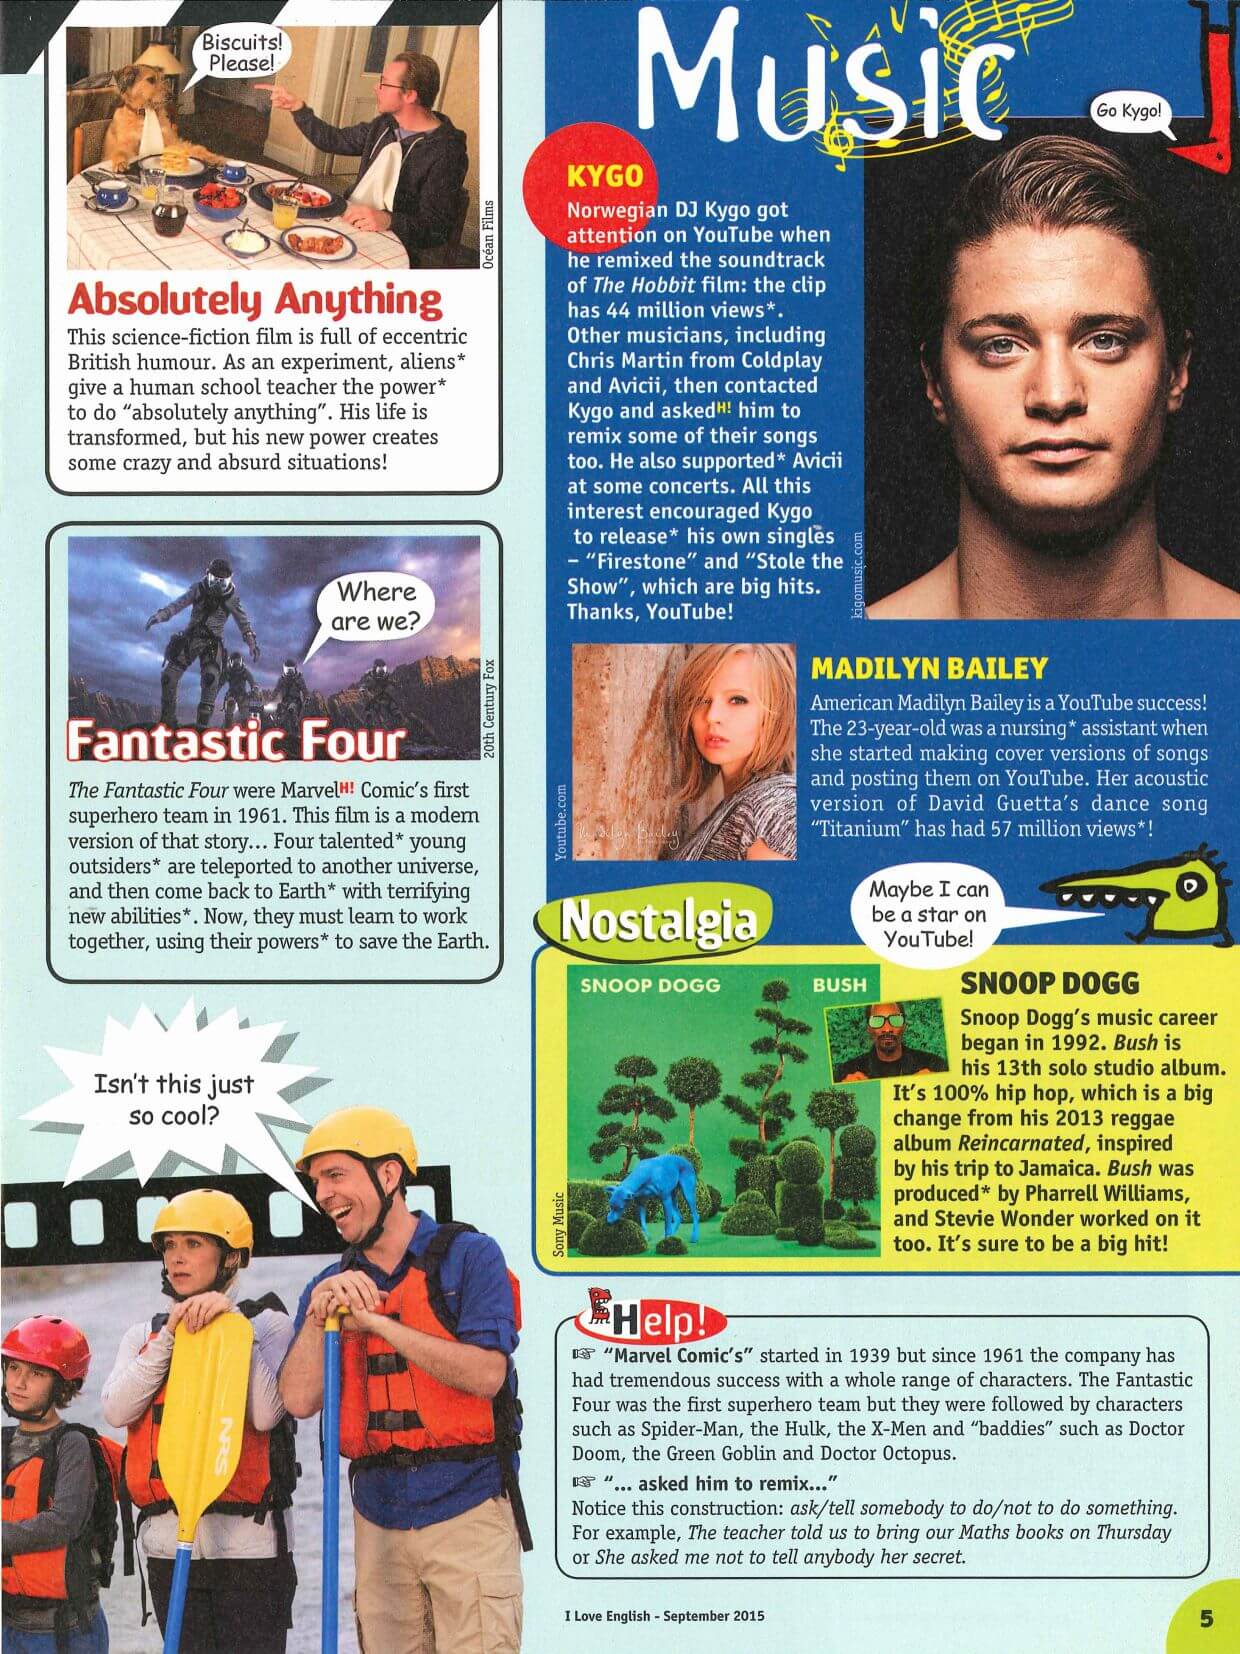 Biscuits!
Please!
Océan Films
Absolutely Anything
This science-fiction film is full of eccentric
British humour. As an experiment, aliens*
give a human school teacher the power*
to do “absolutely anything”. His life is
transformed, but his new power creates
some crazy and absurd situations!
Where
are we?
20th Century Fox
Fantastic Four
The Fantastic Four were MarvelH! Comic’s first
superhero team in 1961. This film is a modern
version of that story... Four talented* young
outsiders* are teleported to another universe,
and then come back to Earth* with terrifying
new abilities*. Now, they must learn to work
together, using their powers* to save the Earth.
Isn’t this just
so cool?
NRS
Music
Go Kygo!
KYGO
Norwegian DJ Kygo got
attention on YouTube when
he remixed the soundtrack
of The Hobbit film: the clip
has 44 million views*.
Other musicians, including
Chris Martin from Coldplay
and Avicii, then contacted
Kygo and askedH! him to
remix some of their songs
too. He also supported* Avicii
at some concerts. All this
interest encouraged Kygo
to release* his own singles
– “Firestone” and “Stole the
Show”, which are big hits.
Thanks, YouTube!
kigomusic.com
Youtube.com
Madilyn Bailey
MADILYN BAILEY
American Madilyn Bailey is a YouTube success!
The 23-year-old was a nursing* assistant when
she started making cover versions of songs
and posting them on YouTube. Her acoustic
version of David Guetta’s dance song
“Titanium” has had 57 million views*!
Maybe I can
be a star on
YouTube!
Nostalgia
SNOOP DOGG BUSH
Sony Music
SNOOP DOGG
Snoop Dogg’s music career
began in 1992. Bush is
his 13th solo studio album.
It’s 100% hip hop, which is a big
change from his 2013 reggae
album Reincarnated, inspired
by his trip to Jamaica. Bush was
produced* by Pharrell Williams,
and Stevie Wonder worked on it
too. It’s sure to be a big hit!
Help!
☞ “Marvel Comic’s” started in 1939 but since 1961 the company has
had tremendous success with a whole range of characters. The Fantastic
Four was the first superhero team but they were followed by characters
such as Spider-Man, the Hulk, the X-Men and “baddies” such as Doctor
Doom, the Green Goblin and Doctor Octopus.
☞ “... asked him to remix...”
Notice this construction: ask/tell somebody to do/not to do something.
For example, The teacher told us to bring our Maths books on Thursday
or She asked me not to tell anybody her secret.
I Love English - September 2015
5